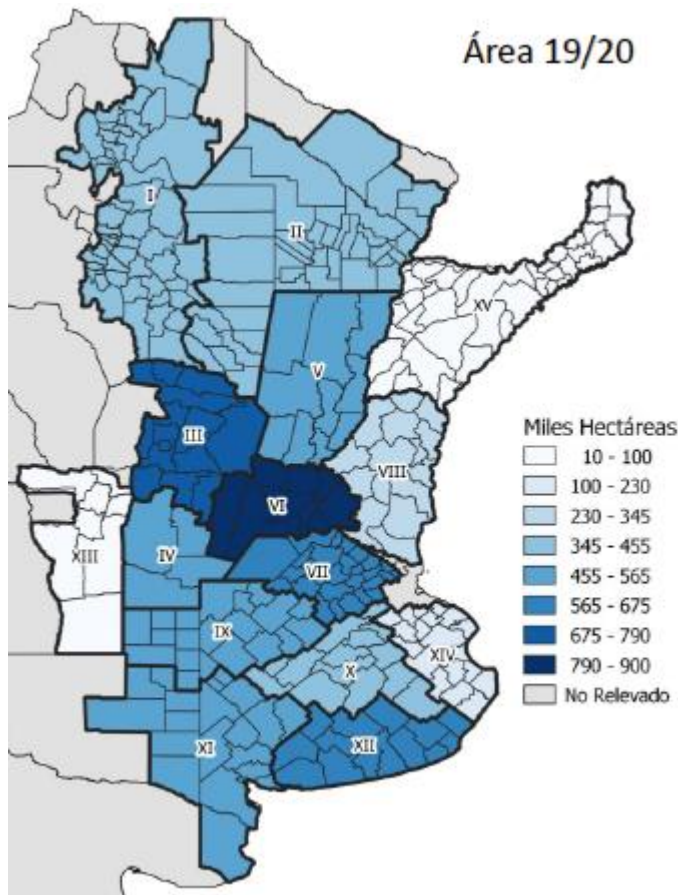 Área 19/20
I
II
XV
V
III
VIII
VI
XIII
IV
VII
IX
XIV
X
XI
XII
Miles Hectáreas
10 - 100
100 - 230
230 - 345
345 - 455
455 - 565
565 - 675
675 - 790
790 - 900
No Relevado